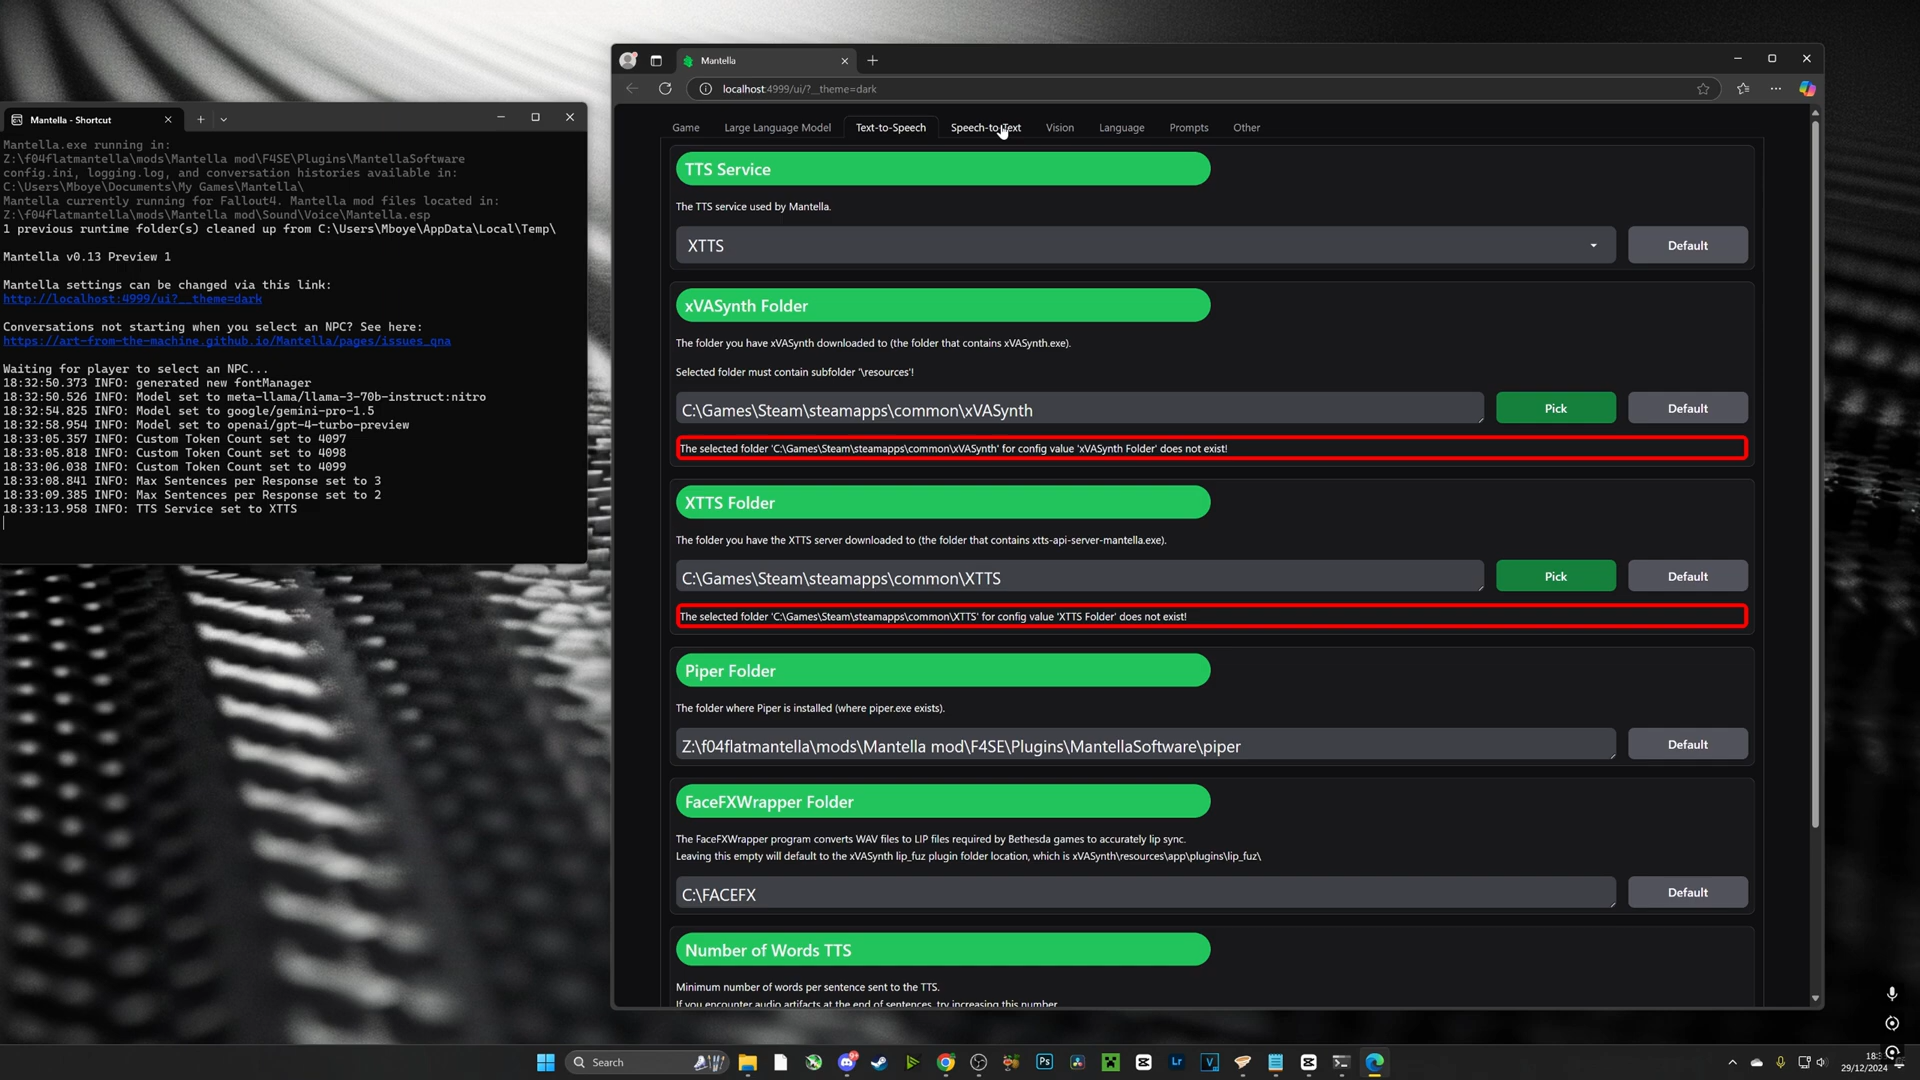 Mantella - Shortcut
Mantella.exe running in:
Z:\f04flatmantella\mods\Mantella mod\F4SE\Plugins\MantellaSoftware
config.ini, logging.log, and conversation histories available in:
C:\Users\Mboye\Documents\My Games\Mantella\
Mantella currently running for Fallout4. Mantella mod files located in:
Z:\f04flatmantella\mods\Mantella mod\Sound\Voice\Mantella.esp
1 previous runtime folder(s) cleaned up from C:\Users\Mboye\AppData\Local\Temp\
Mantella v0.13 Preview 1
Mantella settings can be changed via this link:
http://localhost:4999/ui?__theme=dark
Conversations not starting when you select an NPC? See here:
https://art-from-the-machine.github.io/Mantella/pages/issues_qna
Waiting for player to select an NPC...
18:32:50.373 INFO: generated new fontManager
18:32:50.526 INFO: Model set to meta-llama/llama-3-70b-instruct:nitro
18:32:54.825 INFO: Model set to google/gemini-pro-1.5
18:32:58.954 INFO: Model set to openai/gpt-4-turbo-preview
18:33:05.357 INFO: Custom Token Count set to 4097
18:33:05.818 INFO: Custom Token Count set to 4098
18:33:06.038 INFO: Custom Token Count set to 4099
18:33:08.841 INFO: Max Sentences per Response set to 3
18:33:09.385 INFO: Max Sentences per Response set to 2
18:33:13.958 INFO: TTS Service set to XTTS
Mantella
localhost:4999/ui/?__theme=dark
Game Large Language Model Text-to-Speech Speech-to-Text Vision Language Prompts Other
TTS Service
The TTS service used by Mantella.
XTTS Default
xVASynth Folder
The folder you have xVASynth downloaded to (the folder that contains xVASynth.exe).
Selected folder must contain subfolder '\resources'!
C:\Games\Steam\steamapps\common\xVASynth Pick Default
The selected folder 'C:\Games\Steam\steamapps\common\xVASynth' for config value 'xVASynth Folder' does not exist!
XTTS Folder
The folder you have the XTTS server downloaded to (the folder that contains xtts-api-server-mantella.exe).
C:\Games\Steam\steamapps\common\XTTS Pick Default
The selected folder 'C:\Games\Steam\steamapps\common\XTTS' for config value 'XTTS Folder' does not exist!
Piper Folder
The folder where Piper is installed (where piper.exe exists).
Z:\f04flatmantella\mods\Mantella mod\F4SE\Plugins\MantellaSoftware\piper Default
FaceFXWrapper Folder
The FaceFXWrapper program converts WAV files to LIP files required by Bethesda games to accurately lip sync.
Leaving this empty will default to the xVASynth lip_fuz plugin folder location, which is xVASynth\resources\app\plugins\lip_fuz\
C:\FACEFX Default
Number of Words TTS
Minimum number of words per sentence sent to the TTS.
If you encounter audio artifacts at the end of sentences, try increasing this number.
Search
Ps
Lr
29/12/2024